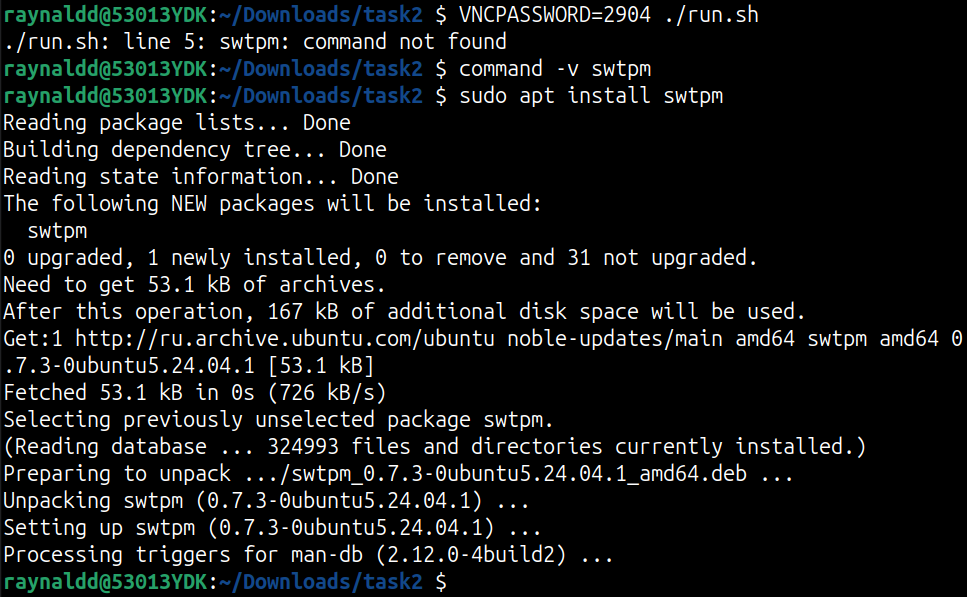 raynaldd@53013YDK:~/Downloads/task2 $ VNCPASSWORD=2904 ./run.sh
./run.sh: line 5: swtpm: command not found
raynaldd@53013YDK:~/Downloads/task2 $ command -v swtpm
raynaldd@53013YDK:~/Downloads/task2 $ sudo apt install swtpm
Reading package lists... Done
Building dependency tree... Done
Reading state information... Done
The following NEW packages will be installed:
  swtpm
0 upgraded, 1 newly installed, 0 to remove and 31 not upgraded.
Need to get 53.1 kB of archives.
After this operation, 167 kB of additional disk space will be used.
Get:1 http://ru.archive.ubuntu.com/ubuntu noble-updates/main amd64 swtpm amd64 0
.7.3-0ubuntu5.24.04.1 [53.1 kB]
Fetched 53.1 kB in 0s (726 kB/s)
Selecting previously unselected package swtpm.
(Reading database ... 324993 files and directories currently installed.)
Preparing to unpack .../swtpm_0.7.3-0ubuntu5.24.04.1_amd64.deb ...
Unpacking swtpm (0.7.3-0ubuntu5.24.04.1) ...
Setting up swtpm (0.7.3-0ubuntu5.24.04.1) ...
Processing triggers for man-db (2.12.0-4build2) ...
raynaldd@53013YDK:~/Downloads/task2 $